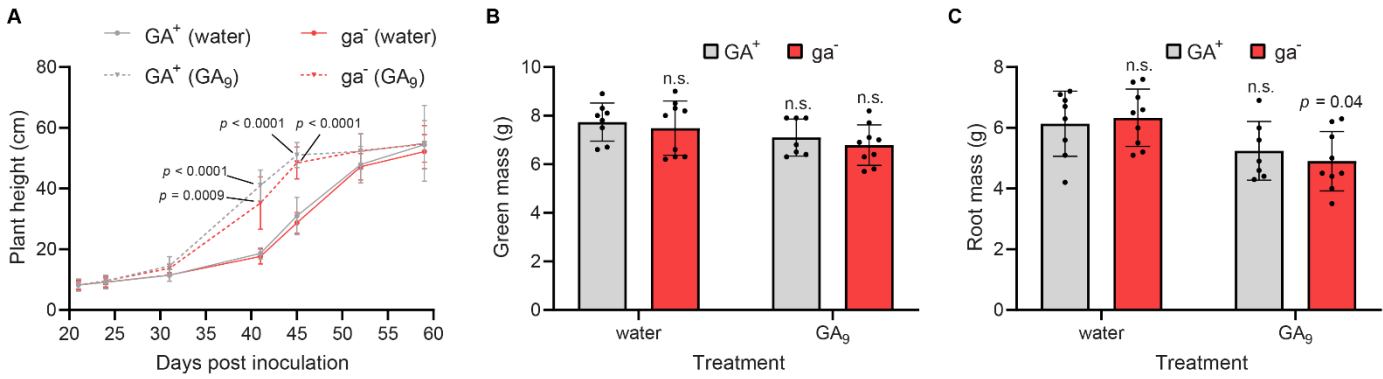 A
GA⁺ (water)
ga⁻ (water)
GA⁺ (GA₉)
ga⁻ (GA₉)
80
60
40
20
0
Plant height (cm)
p < 0.0001
p < 0.0001
p < 0.0001
p = 0.0009
20 25 30 35 40 45 50 55 60
Days post inoculation
B
GA⁺
ga⁻
10
8
6
4
2
0
Green mass (g)
n.s.
n.s.
n.s.
water
GA₉
Treatment
C
GA⁺
ga⁻
8
6
4
2
0
Root mass (g)
n.s.
n.s.
p = 0.04
water
GA₉
Treatment